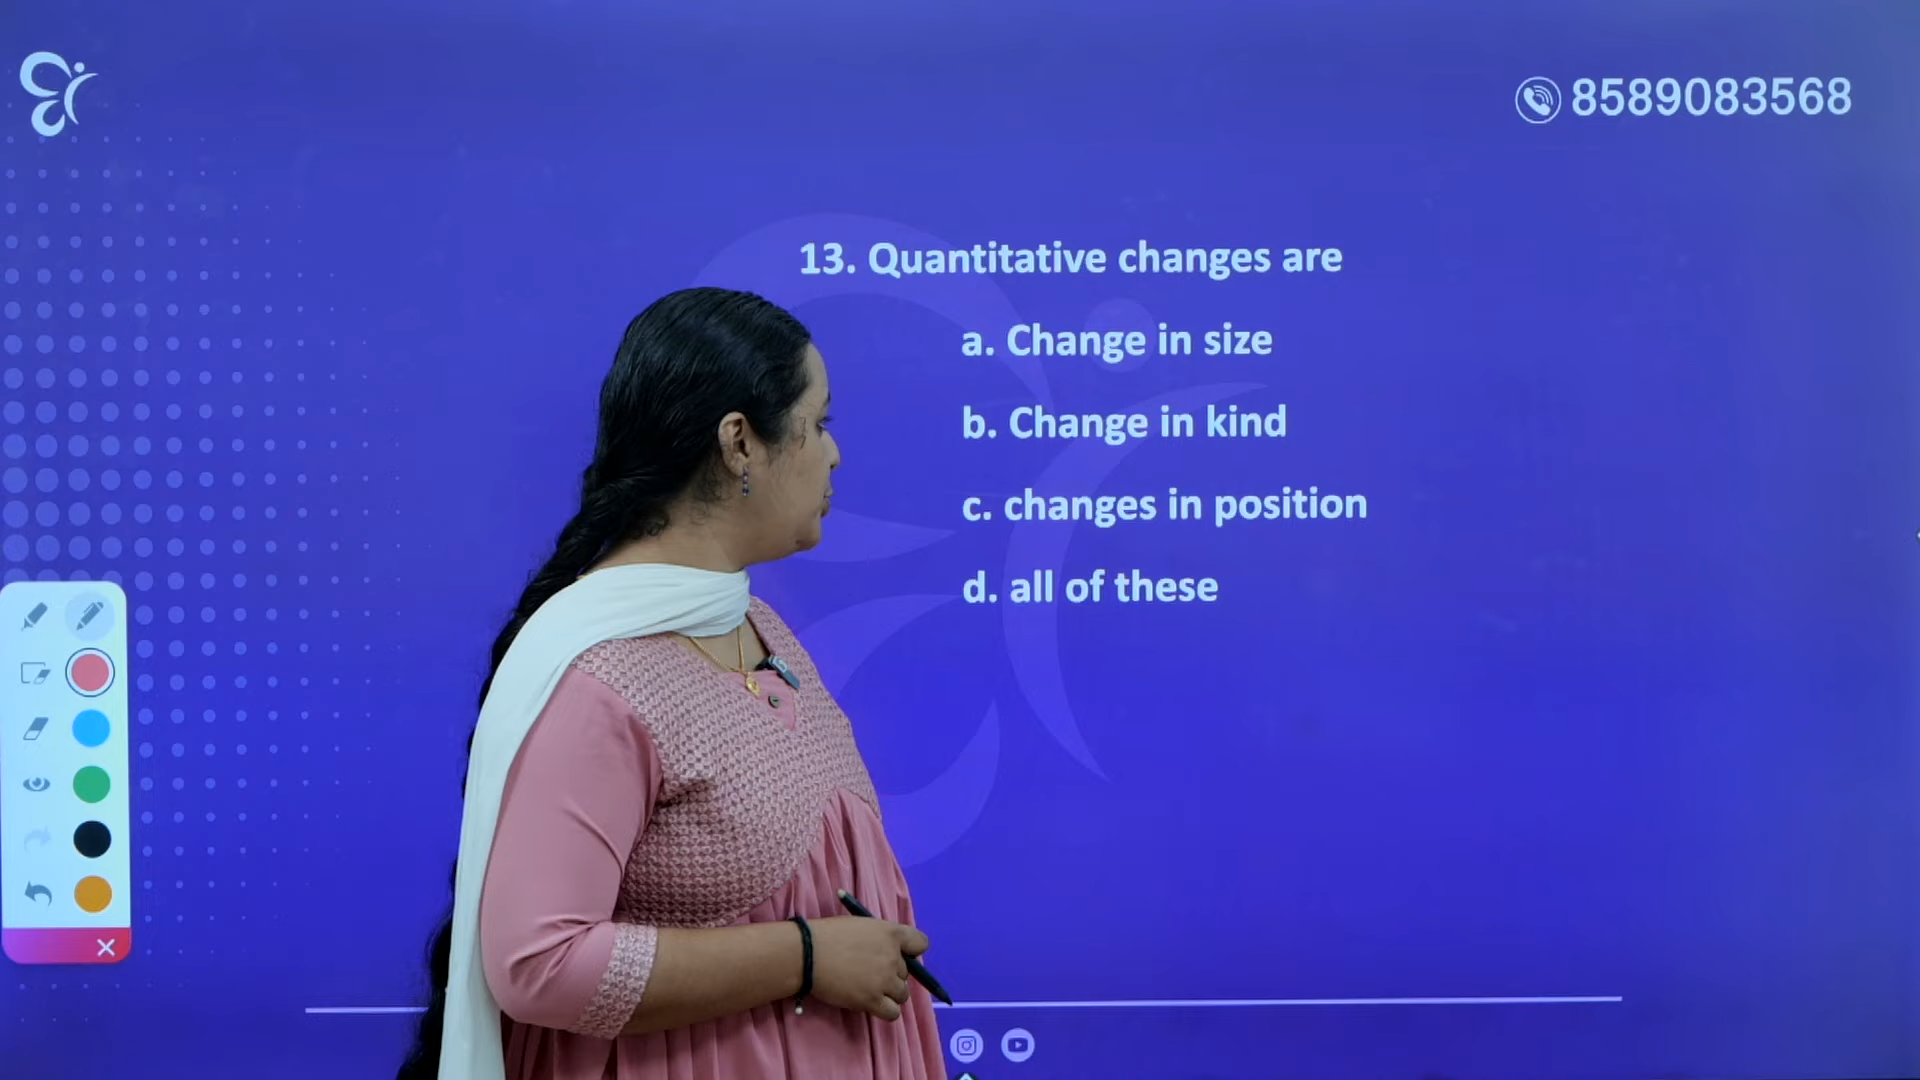 8589083568
13. Quantitative changes are
a. Change in size
b. Change in kind
c. changes in position
d. all of these